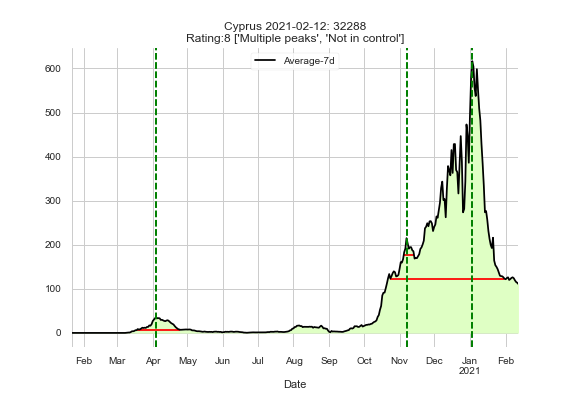 Cyprus 2021-02-12: 32288
Rating:8 ['Multiple peaks', 'Not in control']
Average-7d
600
500
400
300
200
100
0
Feb Mar Apr May Jun Jul Aug Sep Oct Nov Dec Jan Feb
2021
Date